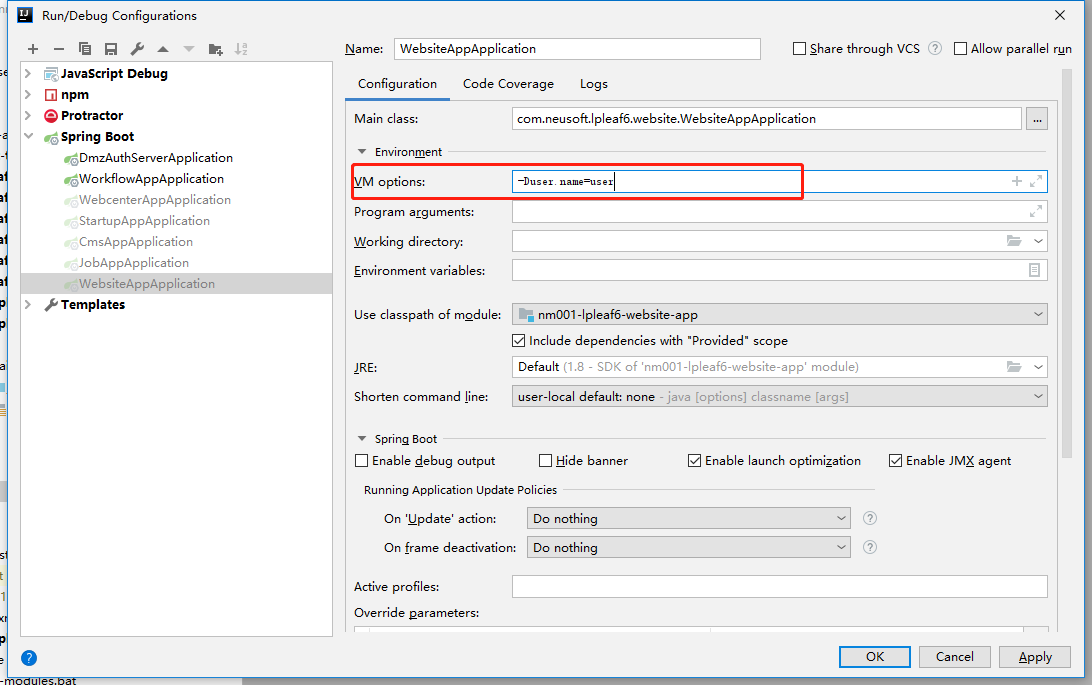 Run/Debug Configurations
Name: WebsiteAppApplication
Share through VCS
Allow parallel run
JavaScript Debug
npm
Protractor
Spring Boot
DmzAuthServerApplication
WorkflowAppApplication
WebcenterAppApplication
StartupAppApplication
CmsAppApplication
JobAppApplication
WebsiteAppApplication
Templates
Configuration Code Coverage Logs
Main class: com.neusoft.lpleaf6.website.WebsiteAppApplication ...
Environment
VM options: -Duser.name=user
Program arguments:
Working directory:
Environment variables:
Use classpath of module: nm001-lpleaf6-website-app
Include dependencies with "Provided" scope
JRE: Default (1.8 - SDK of 'nm001-lpleaf6-website-app' module)
Shorten command line: user-local default: none - java [options] classname [args]
Spring Boot
Enable debug output Hide banner Enable launch optimization Enable JMX agent
Running Application Update Policies
On 'Update' action: Do nothing ?
On frame deactivation: Do nothing ?
Active profiles:
Override parameters:
? OK Cancel Apply
-modules.bat